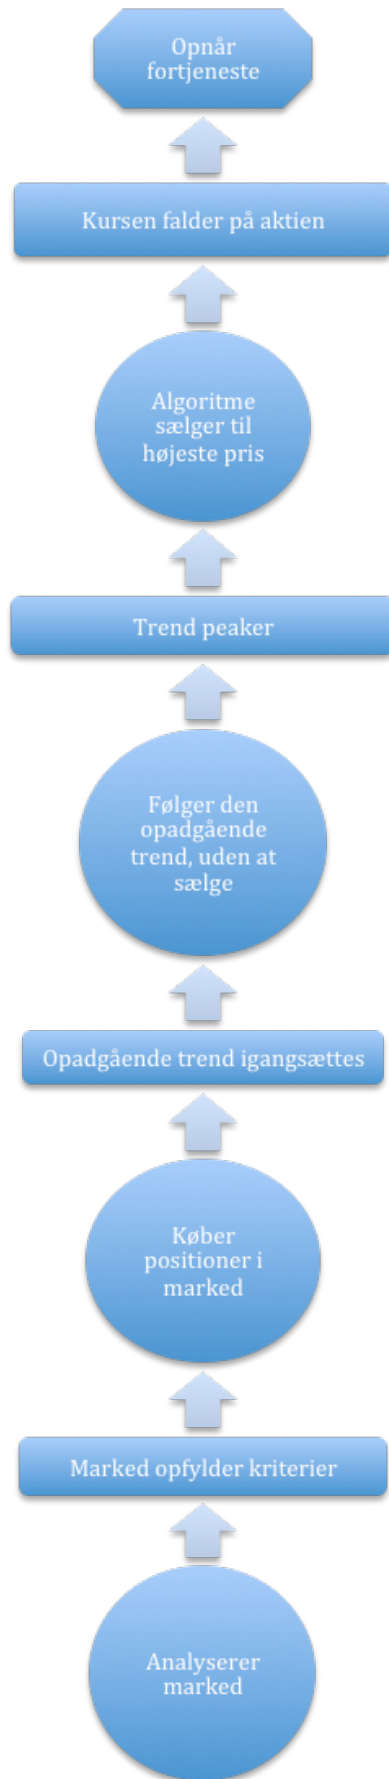 Opnår
fortjeneste
Kursen falder på aktien
Algoritme
sælger til
højeste pris
Trend peaker
Følger den
opadgående
trend, uden at
sælge
Opadgående trend igangsættes
Køber
positioner i
marked
Marked opfylder kriterier
Analyserer
marked